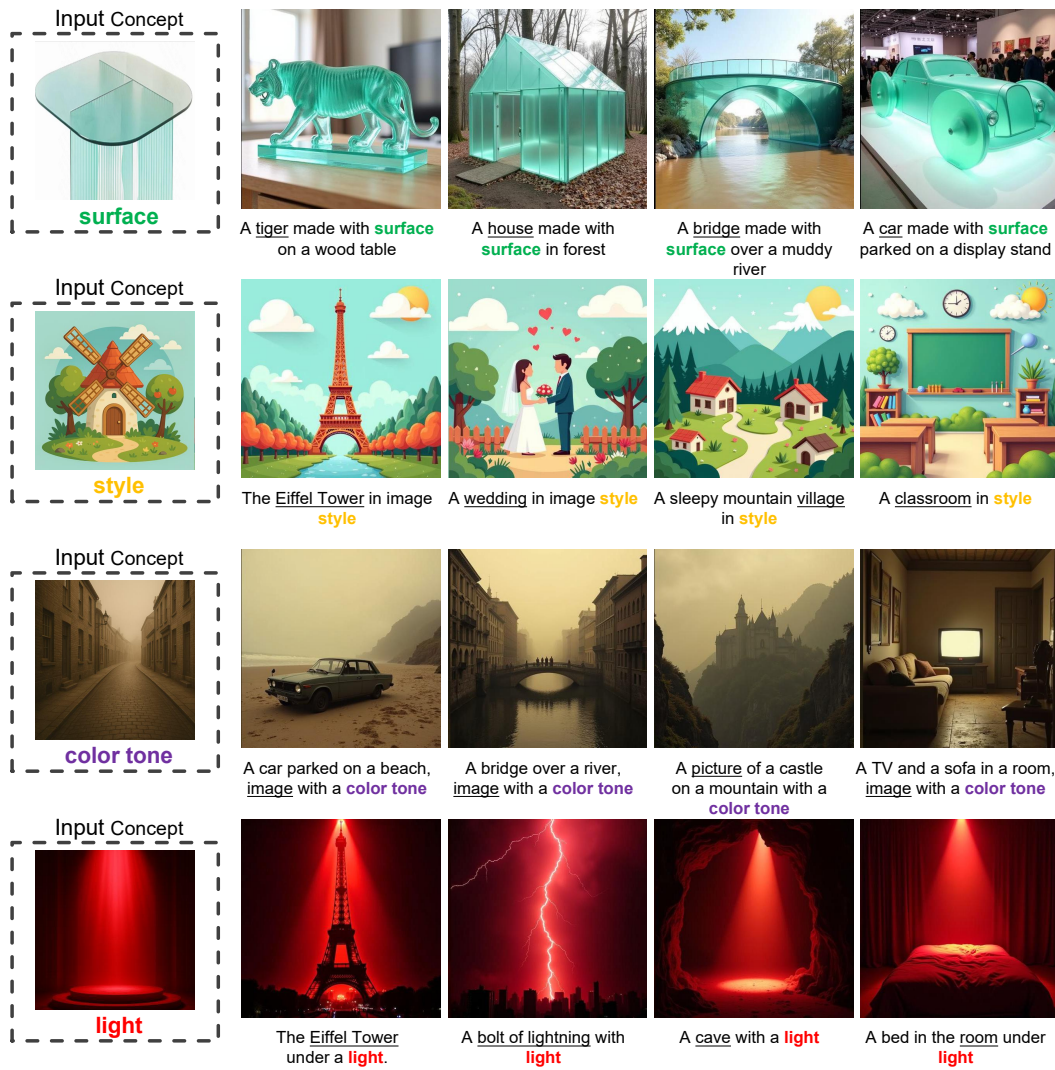 Input Concept
surface
A tiger made with surface
on a wood table
A house made with
surface in forest
A bridge made with
surface over a muddy
river
A car made with surface
parked on a display stand
Input Concept
style
The Eiffel Tower in image
style
A wedding in image style
A sleepy mountain village
in style
A classroom in style
Input Concept
color tone
A car parked on a beach,
image with a color tone
A bridge over a river,
image with a color tone
A picture of a castle
on a mountain with a
color tone
A TV and a sofa in a room,
image with a color tone
Input Concept
light
The Eiffel Tower
under a light.
A bolt of lightning with
light
A cave with a light
A bed in the room under
light